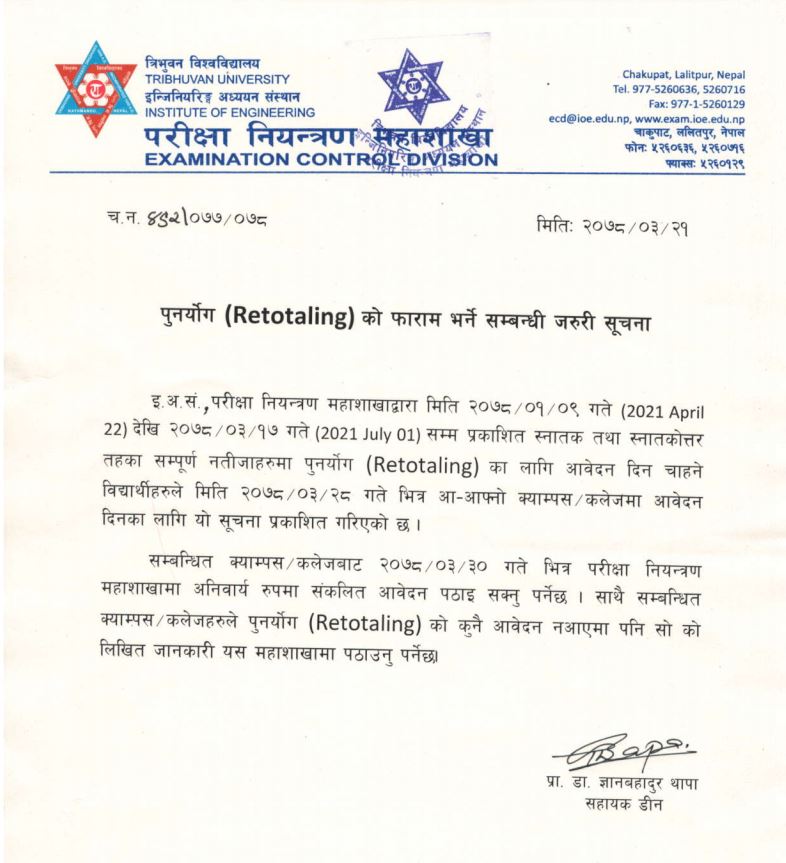 त्रिभुवन विश्वविद्यालय
TRIBHUVAN UNIVERSITY
इन्जिनियरिङ्ग अध्ययन संस्थान
INSTITUTE OF ENGINEERING
परीक्षा नियन्त्रण महाशाखा
EXAMINATION CONTROL DIVISION
Chakupat, Lalitpur, Nepal
Tel. 977-5260636, 5260716
Fax: 977-1-5260129
ecd@ioe.edu.np, www.exam.ioe.edu.np
चाकुपाट, ललितपुर, नेपाल
फोन: ५२६०६३६, ५२६०७१६
फ्याक्स: ५२६०१२९
च.न. ४९२/०७७/०७८
मिति: २०७८/०३/२१
पुनर्योग (Retotaling) को फाराम भर्ने सम्बन्धी जरुरी सूचना
इ.अ.सं., परीक्षा नियन्त्रण महाशाखाद्वारा मिति २०७८/०१/०९ गते (2021 April
22) देखि २०७८/०३/१७ गते (2021 July 01) सम्म प्रकाशित स्नातक तथा स्नातकोत्तर
तहका सम्पूर्ण नतीजाहरुमा पुनर्योग (Retotaling) का लागि आवेदन दिन चाहने
विद्यार्थीहरुले मिति २०७८/०३/२८ गते भित्र आ-आफ्नो क्याम्पस/कलेजमा आवेदन
दिनका लागि यो सूचना प्रकाशित गरिएको छ ।
सम्बन्धित क्याम्पस/कलेजबाट २०७८/०३/३० गते भित्र परीक्षा नियन्त्रण
महाशाखामा अनिवार्य रुपमा संकलित आवेदन पठाइ सक्नु पर्नेछ । साथै सम्बन्धित
क्याम्पस/कलेजहरुले पुनर्योग (Retotaling) को कुनै आवेदन नआएमा पनि सो को
लिखित जानकारी यस महाशाखामा पठाउनु पर्नेछ।
प्रा. डा. ज्ञानबहादुर थापा
सहायक डीन